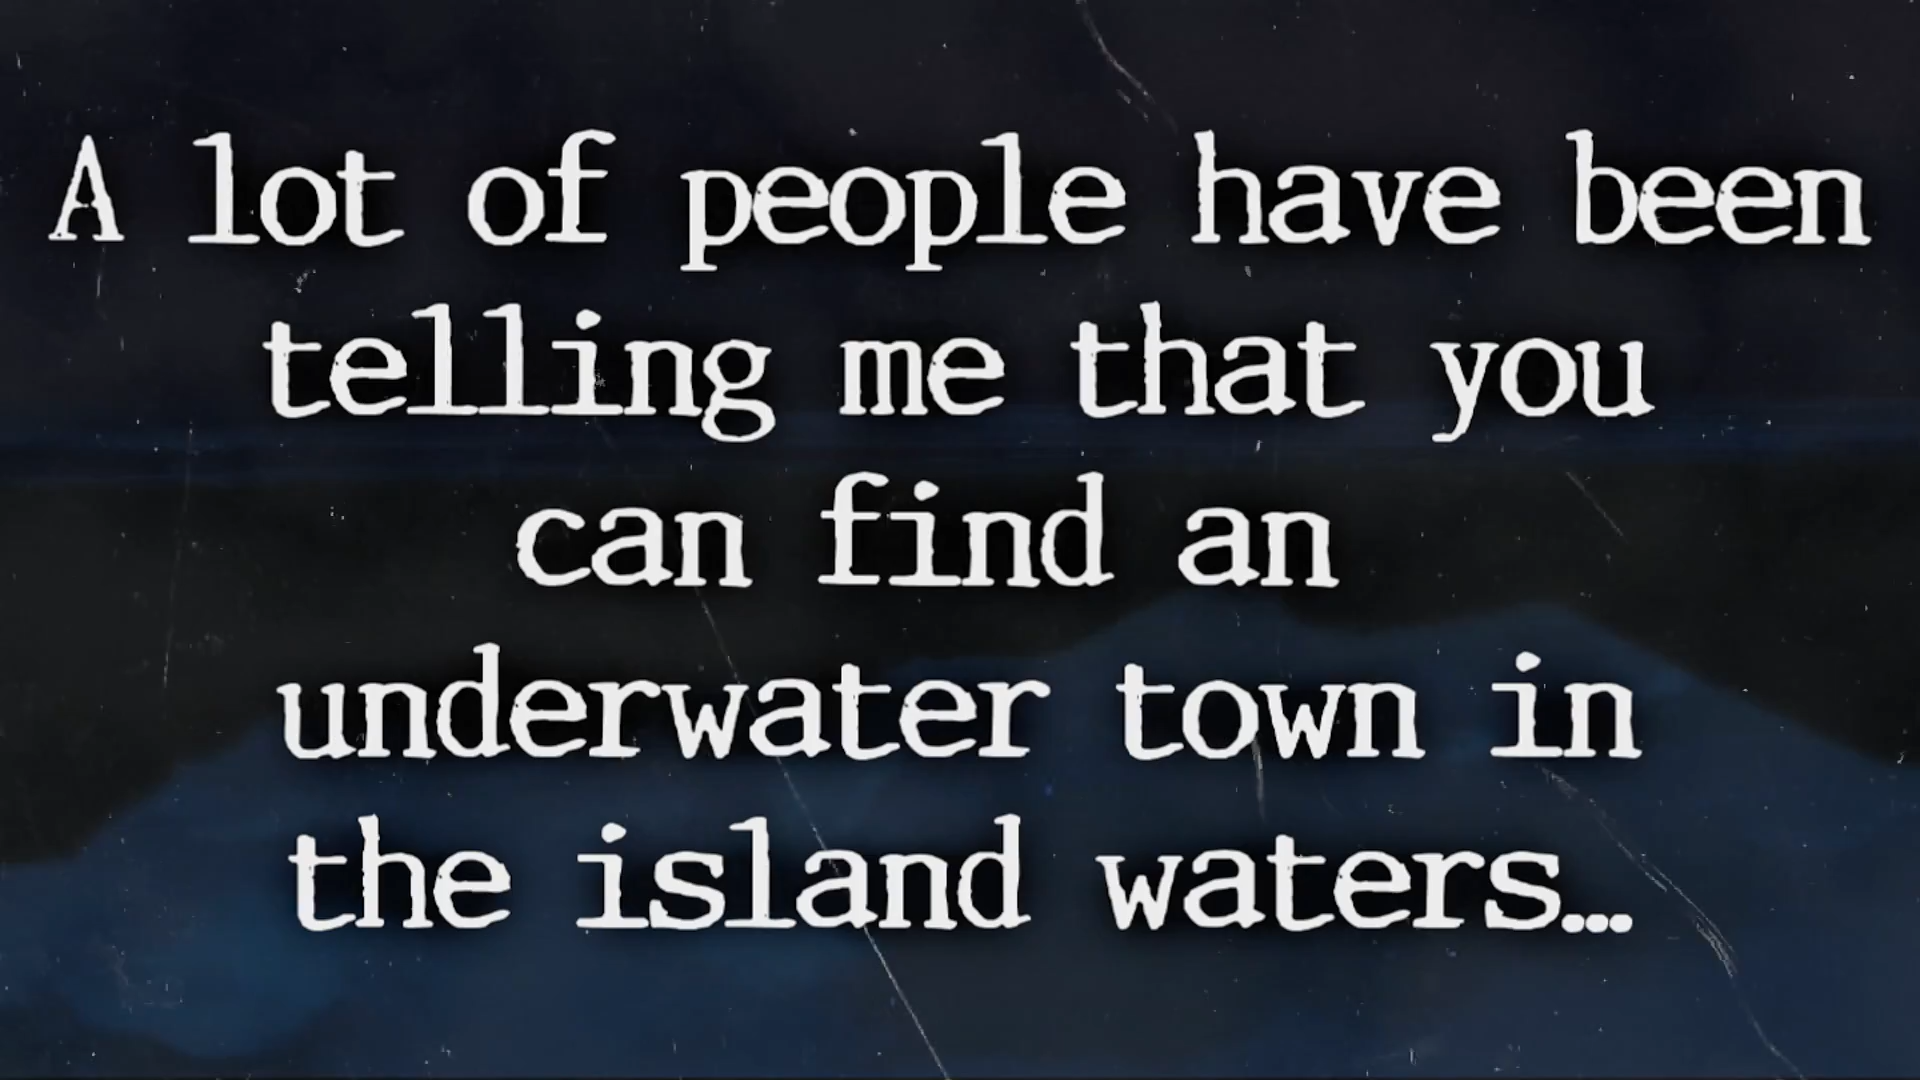 A lot of people have been
telling me that you
can find an
underwater town in
the island waters...